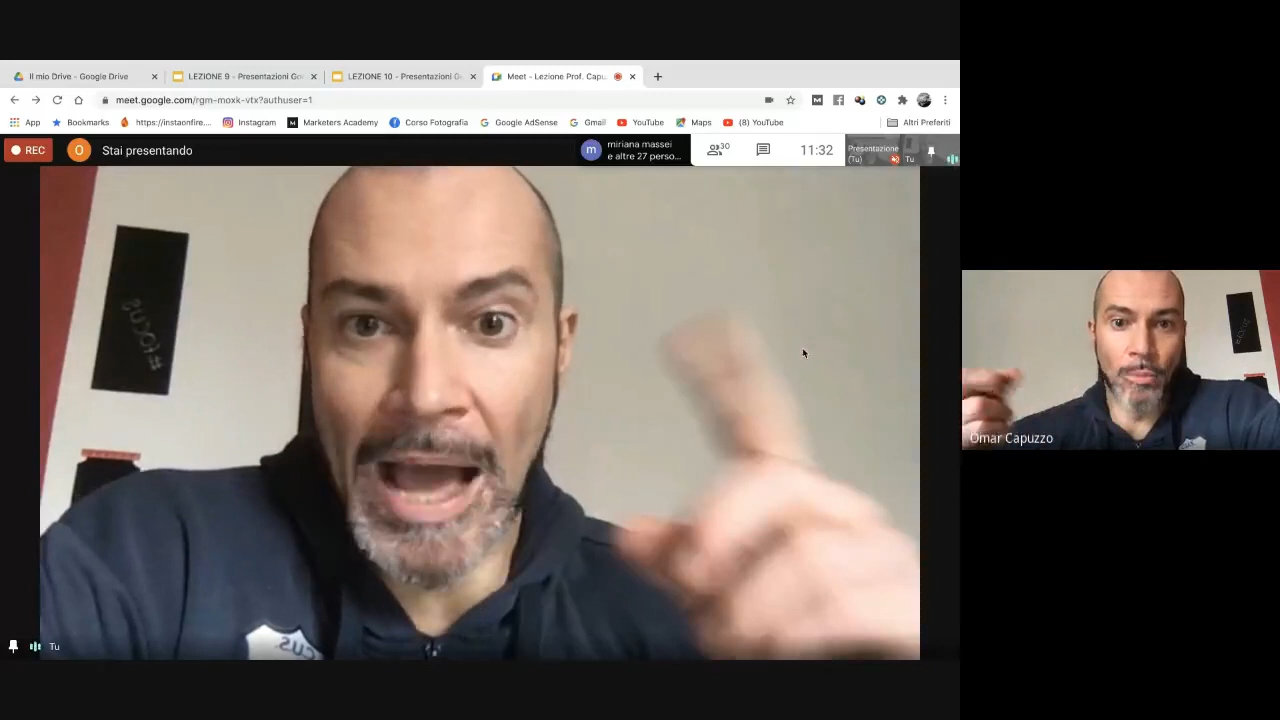 Il mio Drive - Google Drive
LEZIONE 9 - Presentazioni Go
LEZIONE 10 - Presentazioni G
Meet - Lezione Prof. Capu
meet.google.com/rgm-moxk-vtx?authuser=1
App
Bookmarks
https://instaonfire....
Instagram
Marketers Academy
Corso Fotografia
Google AdSense
Gmail
YouTube
Maps
(8) YouTube
Altri Preferiti
REC
O
Stai presentando
m
miriana massei
e altre 27 perso...
30
11:32
Presentazione
(Tu)
Tu
#focus
Omar Capuzzo
Tu